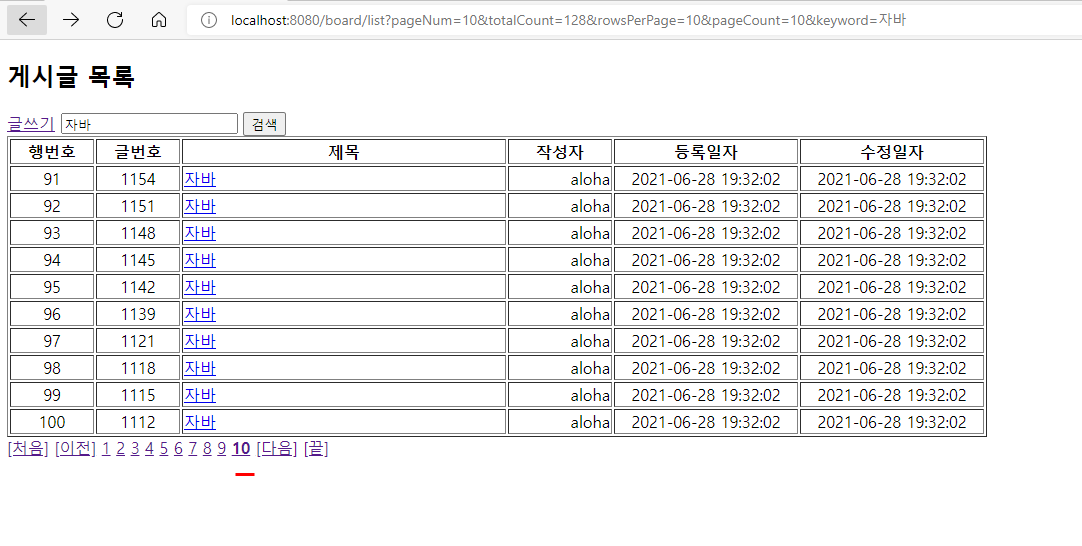 localhost:8080/board/list?pageNum=10&totalCount=128&rowsPerPage=10&pageCount=10&keyword=자바
게시글 목록
글쓰기 자바 검색
행번호 글번호 제목 작성자 등록일자 수정일자
91 1154 자바 aloha 2021-06-28 19:32:02 2021-06-28 19:32:02
92 1151 자바 aloha 2021-06-28 19:32:02 2021-06-28 19:32:02
93 1148 자바 aloha 2021-06-28 19:32:02 2021-06-28 19:32:02
94 1145 자바 aloha 2021-06-28 19:32:02 2021-06-28 19:32:02
95 1142 자바 aloha 2021-06-28 19:32:02 2021-06-28 19:32:02
96 1139 자바 aloha 2021-06-28 19:32:02 2021-06-28 19:32:02
97 1121 자바 aloha 2021-06-28 19:32:02 2021-06-28 19:32:02
98 1118 자바 aloha 2021-06-28 19:32:02 2021-06-28 19:32:02
99 1115 자바 aloha 2021-06-28 19:32:02 2021-06-28 19:32:02
100 1112 자바 aloha 2021-06-28 19:32:02 2021-06-28 19:32:02
[처음] [이전] 1 2 3 4 5 6 7 8 9 10 [다음] [끝]